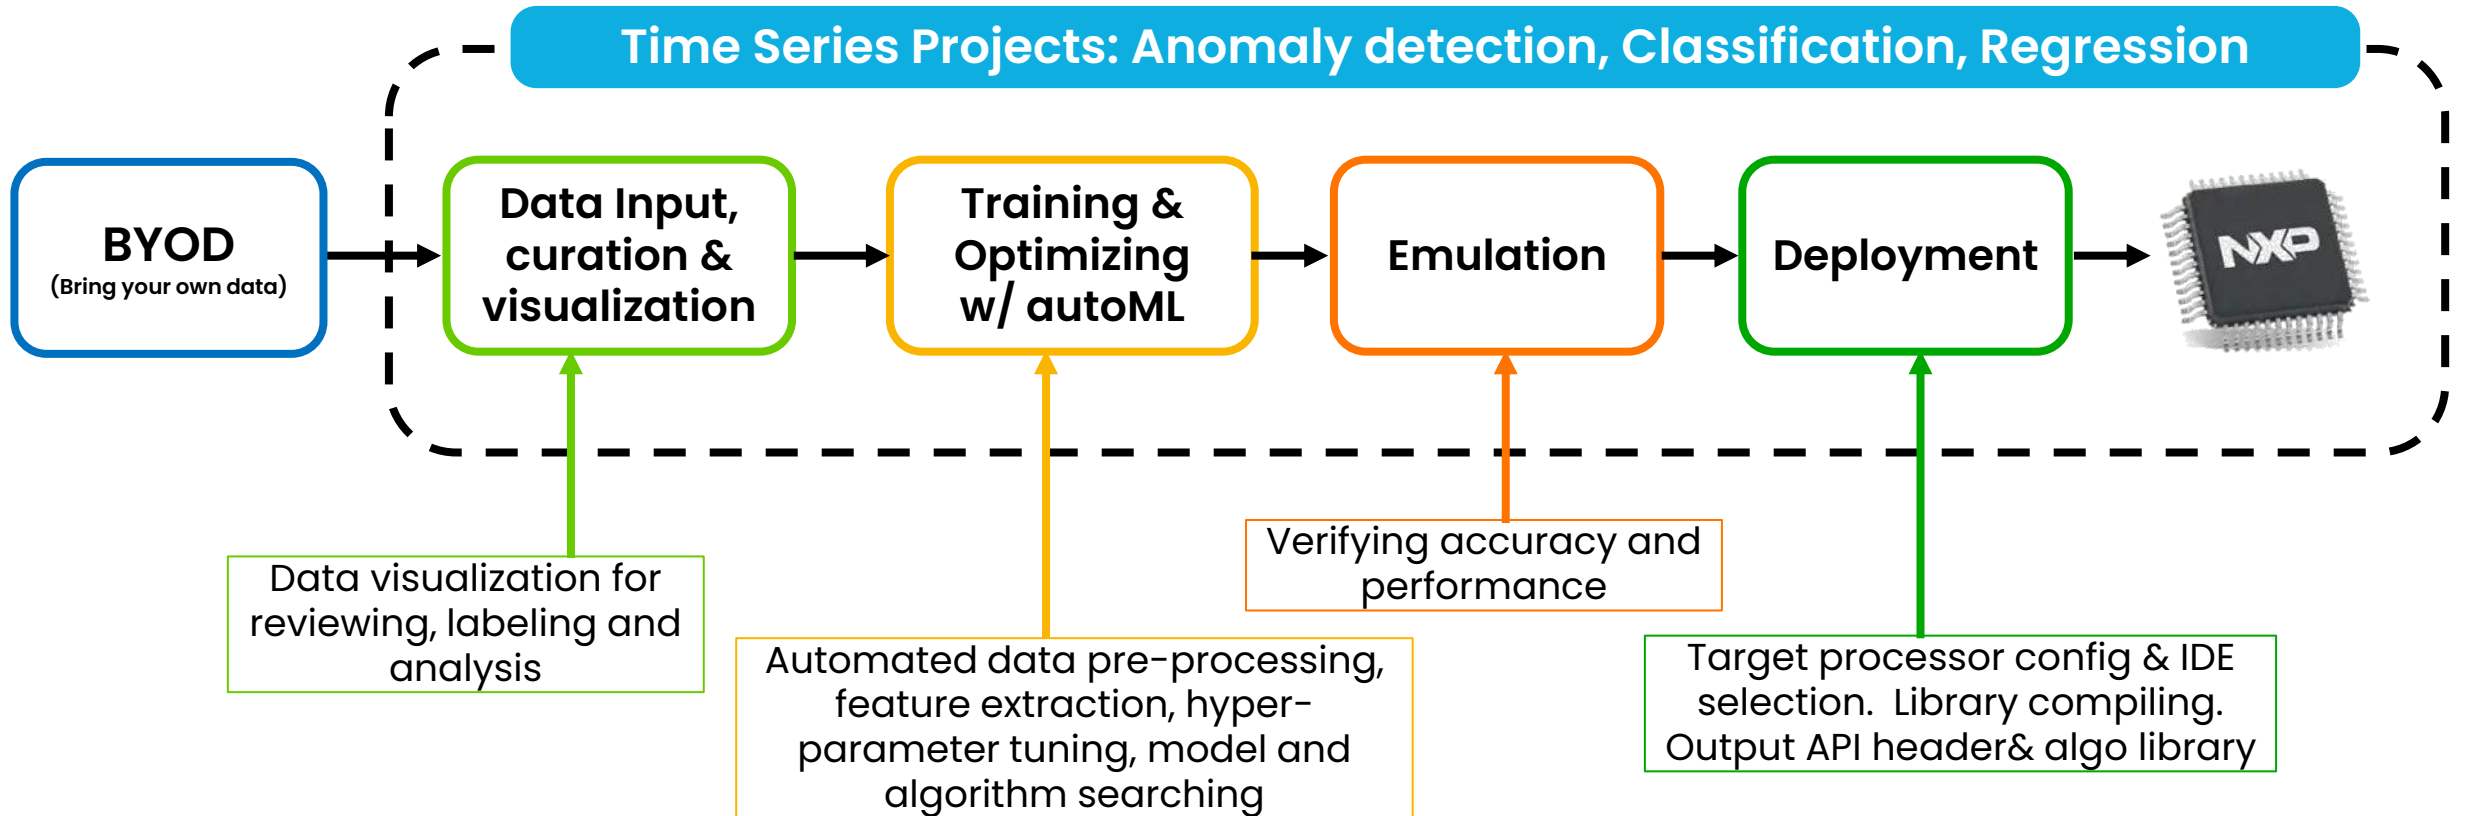 Time Series Projects: Anomaly detection, Classification, Regression
BYOD
(Bring your own data)
Data Input,
curation &
visualization
Training &
Optimizing
w/ autoML
Emulation
Deployment
NXP
Data visualization for
reviewing, labeling and
analysis
Automated data pre-processing,
feature extraction, hyper-
parameter tuning, model and
algorithm searching
Verifying accuracy and
performance
Target processor config & IDE
selection.  Library compiling.
Output API header& algo library